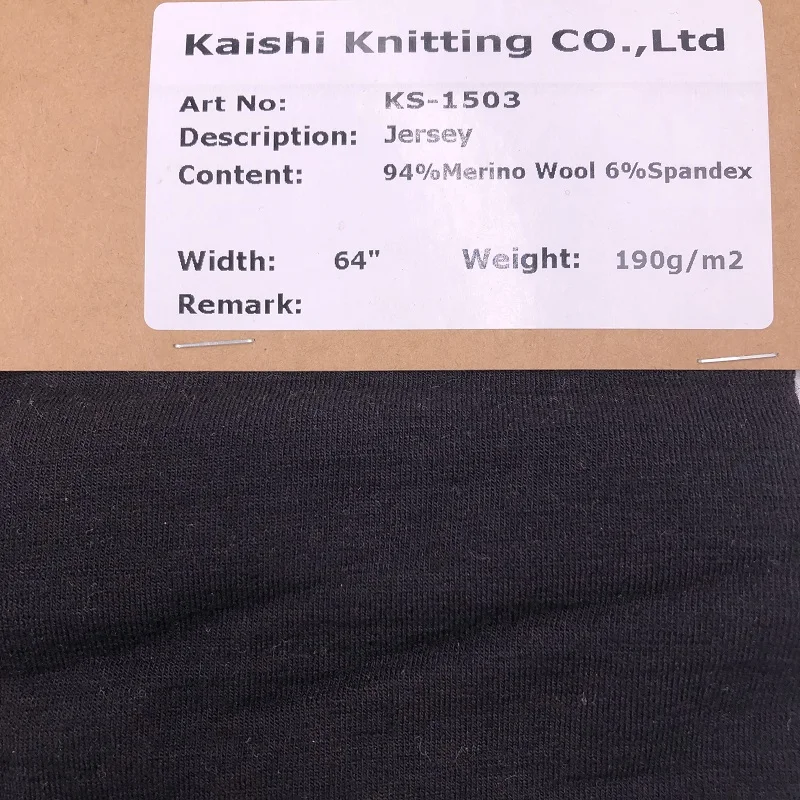 Kaishi Knitting CO.,Ltd
Art No: KS-1503
Description: Jersey
Content: 94%Merino Wool 6%Spandex
Width: 64" Weight: 190g/m2
Remark: